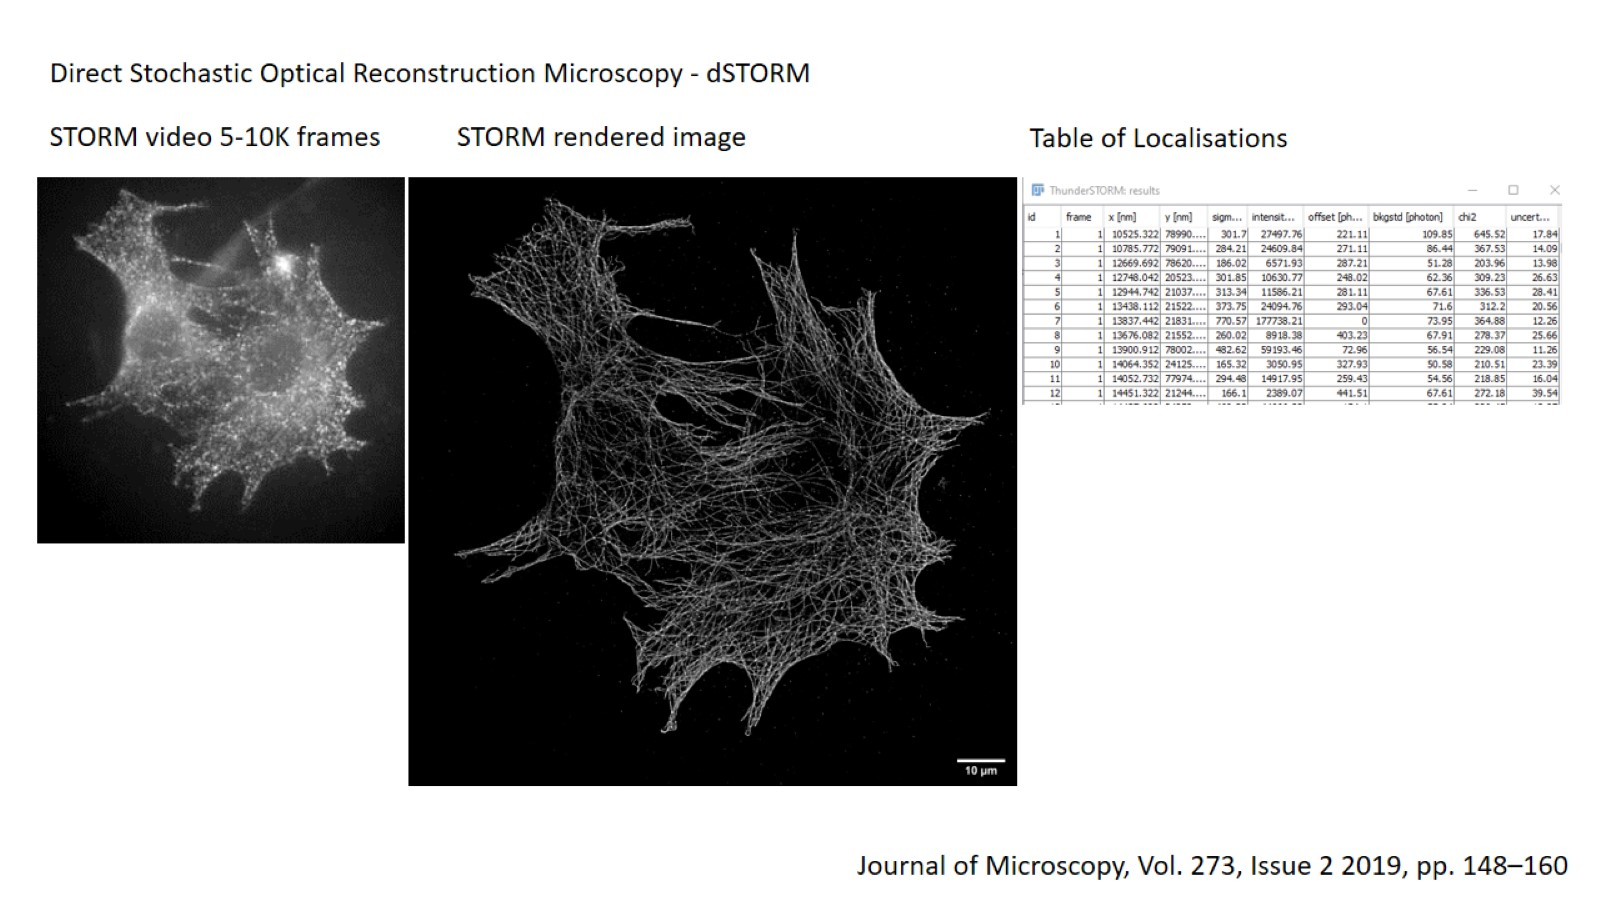 Direct Stochastic Optical Reconstruction Microscopy - dSTORM
STORM video 5-10K frames
STORM rendered image
Table of Localisations
ThunderSTORM: results
id frame x [nm] y [nm] sigm... intensit... offset [ph... bkgstd [photon] chi2 uncert...
1 1 10525.322 78990.... 301.7 27497.76 221.11 109.85 645.52 17.84
2 1 10785.772 79091.... 284.21 24609.84 271.11 86.44 367.53 14.09
3 1 12669.692 78620.... 186.02 6571.93 287.21 51.28 203.96 13.98
4 1 12748.042 20523.... 301.85 10630.77 248.02 62.36 309.23 26.63
5 1 12944.742 21037.... 313.34 11586.21 281.11 67.61 336.53 28.41
6 1 13438.112 21522.... 373.75 24094.76 293.04 71.6 312.2 20.56
7 1 13837.442 21831.... 770.57 177738.21 0 73.95 364.88 12.26
8 1 13676.082 21552.... 260.02 8918.38 403.23 67.91 278.37 25.66
9 1 13900.912 78002.... 482.62 59193.46 72.96 56.54 229.08 11.26
10 1 14064.352 24125.... 165.32 3050.95 327.93 50.58 210.51 23.39
11 1 14052.732 77974.... 294.48 14917.95 259.43 54.56 218.85 16.04
12 1 14451.322 21244.... 166.1 2389.07 441.51 67.61 272.18 39.54
10 µm
Journal of Microscopy, Vol. 273, Issue 2 2019, pp. 148–160